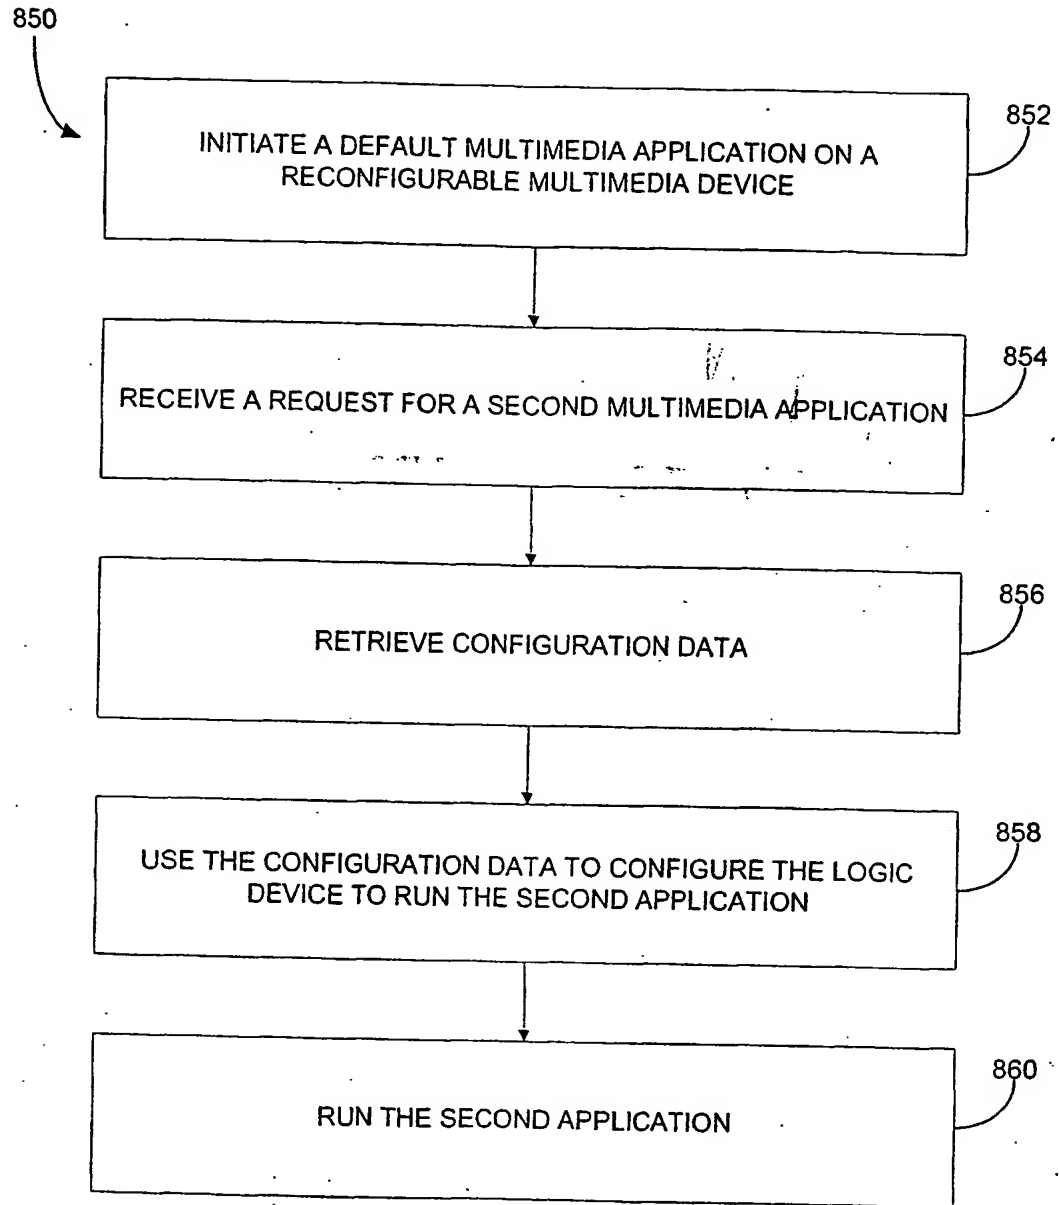 850
852
INITIATE A DEFAULT MULTIMEDIA APPLICATION ON A
RECONFIGURABLE MULTIMEDIA DEVICE
854
RECEIVE A REQUEST FOR A SECOND MULTIMEDIA APPLICATION
856
RETRIEVE CONFIGURATION DATA
858
USE THE CONFIGURATION DATA TO CONFIGURE THE LOGIC
DEVICE TO RUN THE SECOND APPLICATION
860
RUN THE SECOND APPLICATION